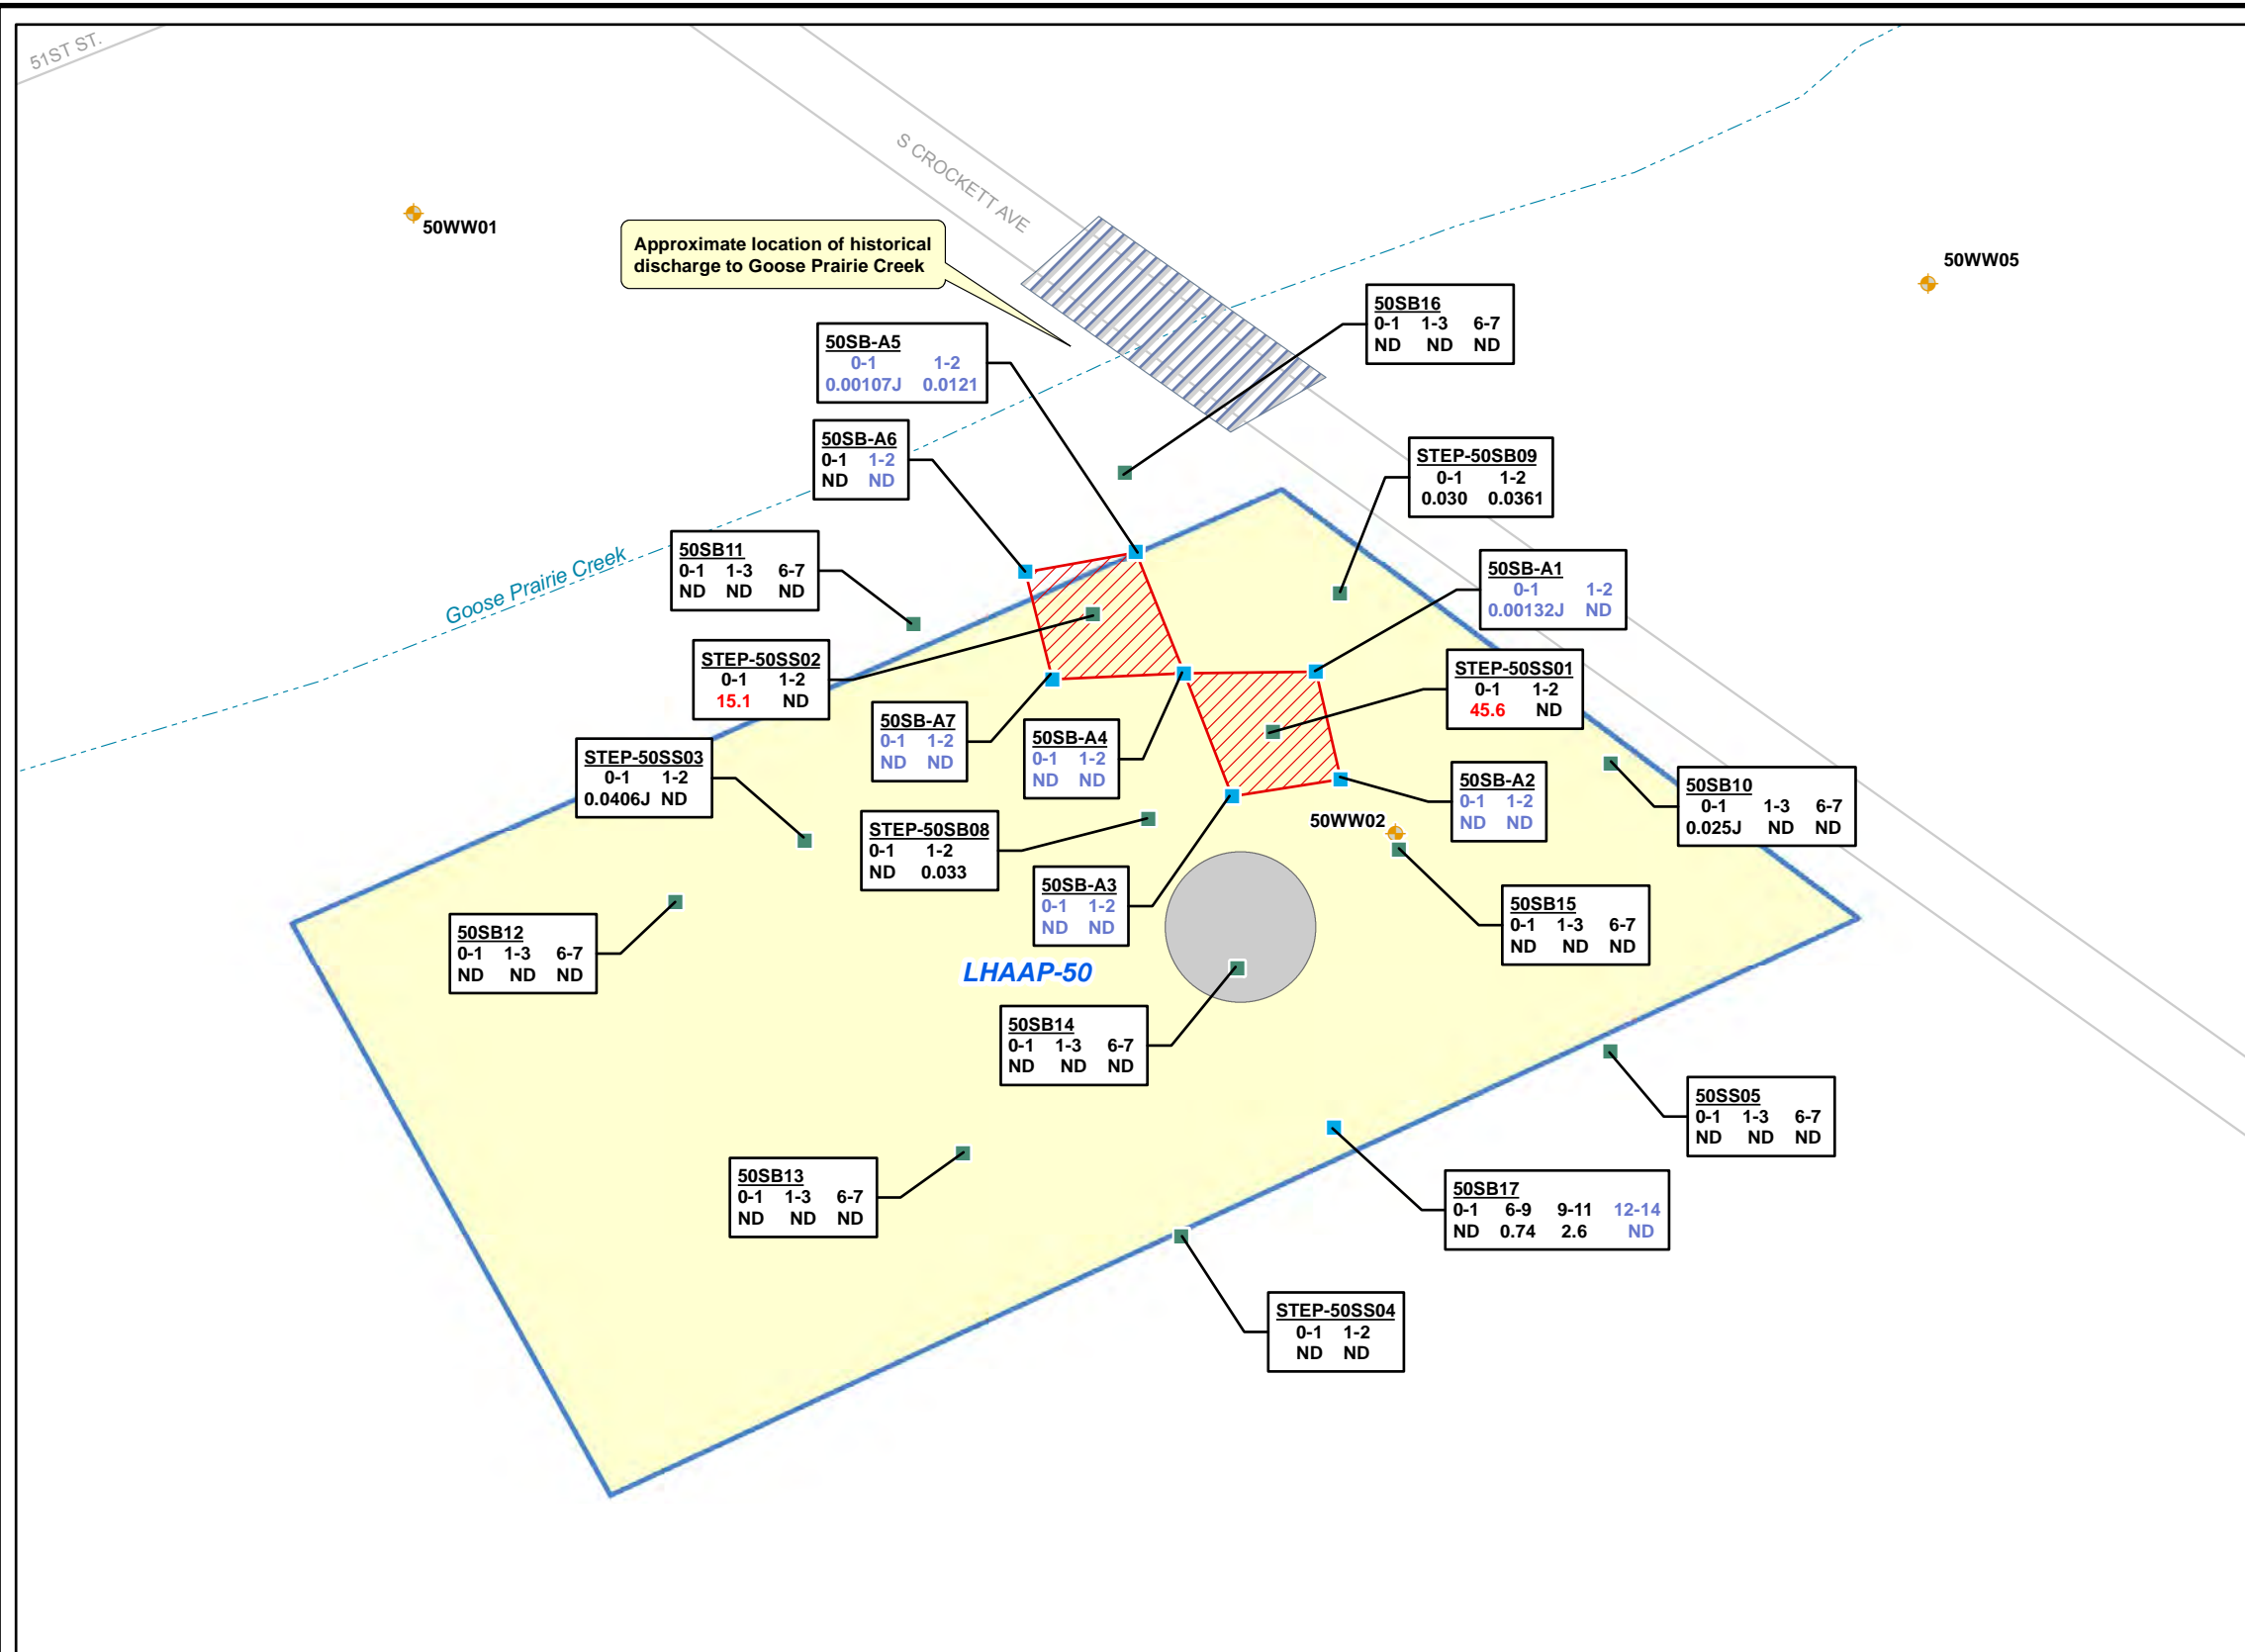 51ST ST.
S CROCKETT AVE
50WW01
Approximate location of historical
discharge to Goose Prairie Creek
50WW05
50SB16
0-1 1-3 6-7
ND ND ND
50SB-A5
0-1 1-2
0.00107J 0.0121
50SB-A6
0-1 1-2
ND ND
STEP-50SB09
0-1 1-2
0.030 0.0361
50SB11
0-1 1-3 6-7
ND ND ND
Goose Prairie Creek
50SB-A1
0-1 1-2
0.00132J ND
STEP-50SS02
0-1 1-2
15.1 ND
STEP-50SS01
0-1 1-2
45.6 ND
50SB-A7
0-1 1-2
ND ND
50SB-A4
0-1 1-2
ND ND
STEP-50SS03
0-1 1-2
0.0406J ND
50SB-A2
0-1 1-2
ND ND
50SB10
0-1 1-3 6-7
0.025J ND ND
50WW02
STEP-50SB08
0-1 1-2
ND 0.033
50SB-A3
0-1 1-2
ND ND
50SB15
0-1 1-3 6-7
ND ND ND
50SB12
0-1 1-3 6-7
ND ND ND
LHAAP-50
50SB14
0-1 1-3 6-7
ND ND ND
50SS05
0-1 1-3 6-7
ND ND ND
50SB13
0-1 1-3 6-7
ND ND ND
50SB17
0-1 6-9 9-11 12-14
ND 0.74 2.6 ND
STEP-50SS04
0-1 1-2
ND ND